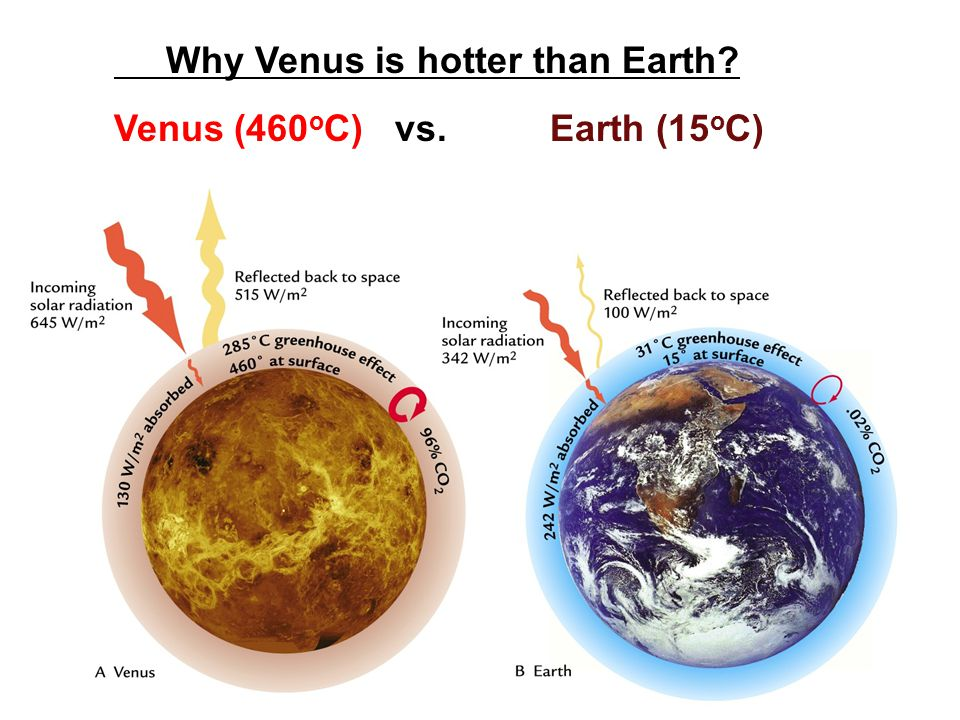 Why Venus is hotter than Earth?
Venus (460°C) vs. Earth (15°C)
Incoming
solar radiation
645 W/m²
Reflected back to space
515 W/m²
285°C greenhouse effect
460° at surface
130 W/m² absorbed
96% CO₂
A Venus
Incoming
solar radiation
342 W/m²
Reflected back to space
100 W/m²
31°C greenhouse effect
15° at surface
242 W/m² absorbed
.02% CO₂
B Earth